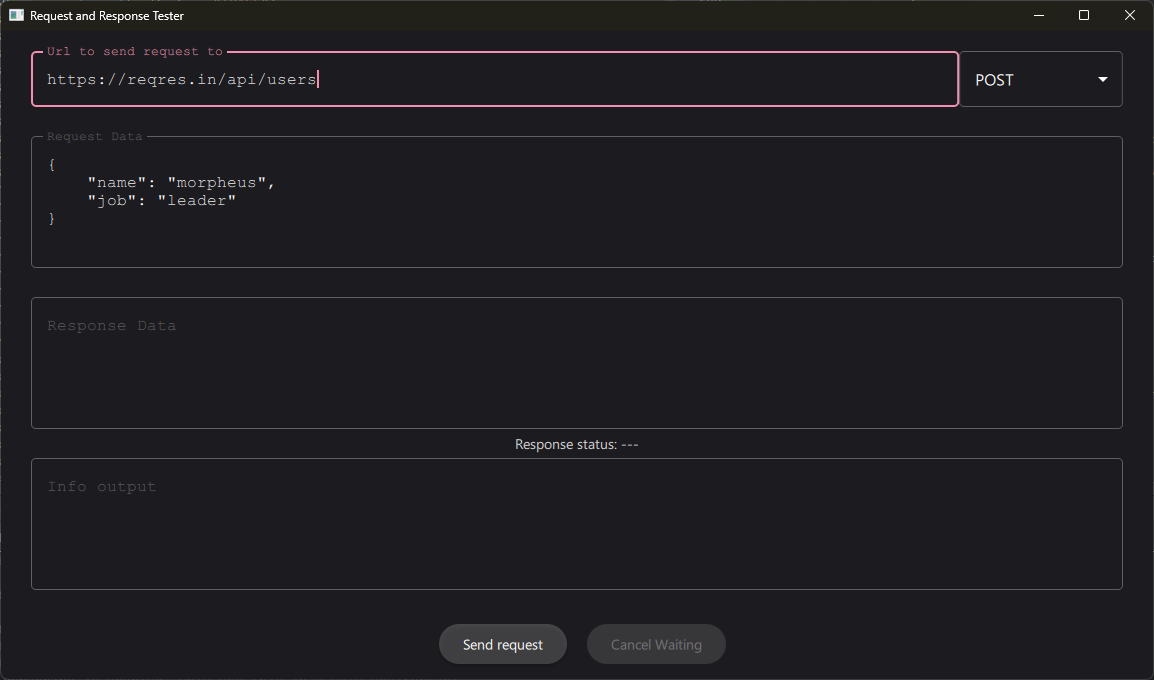 Request and Response Tester
Url to send request to
https://reqres.in/api/users
POST
Request Data
{
    "name": "morpheus",
    "job": "leader"
}
Response Data
Response status: ---
Info output
Send request
Cancel Waiting